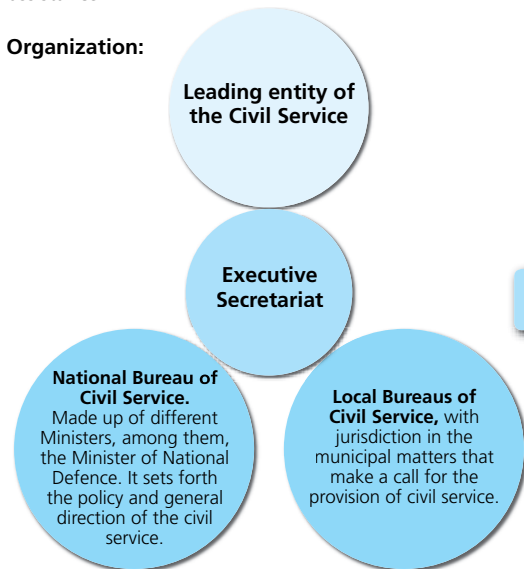 Organization:
Leading entity of
the Civil Service
Executive
Secretariat
National Bureau of
Civil Service.
Made up of different
Ministers, among them,
the Minister of National
Defence. It sets forth
the policy and general
direction of the civil
service.
Local Bureaus of
Civil Service, with
jurisdiction in the
municipal matters that
make a call for the
provision of civil service.